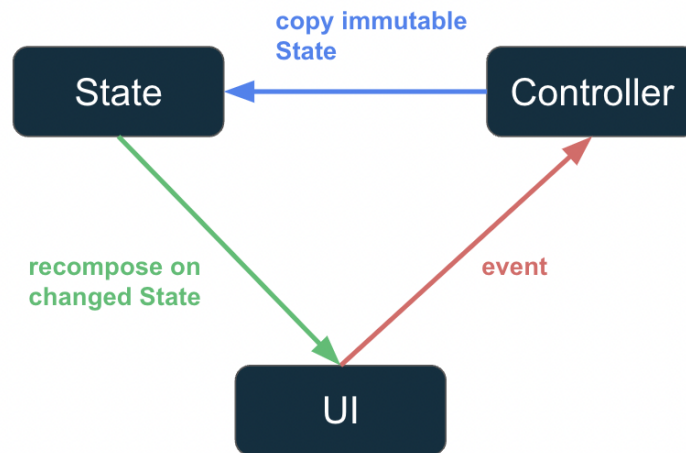 copy immutable
State
State
Controller
recompose on
changed State
event
UI